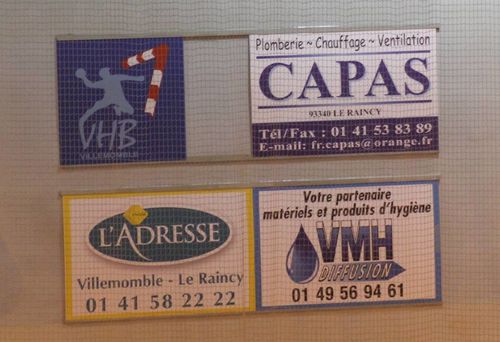 VHB
VILLEMOMBLE
Plomberie ~ Chauffage ~ Ventilation
CAPAS
93340 LE RAINCY
Tél/Fax : 01 41 53 83 89
E-mail: fr.capas@orange.fr
L'ADRESSE
Villemomble - Le Raincy
01 41 58 22 22
Votre partenaire
matériels et produits d'hygiène
VMH
DIFFUSION
01 49 56 94 61